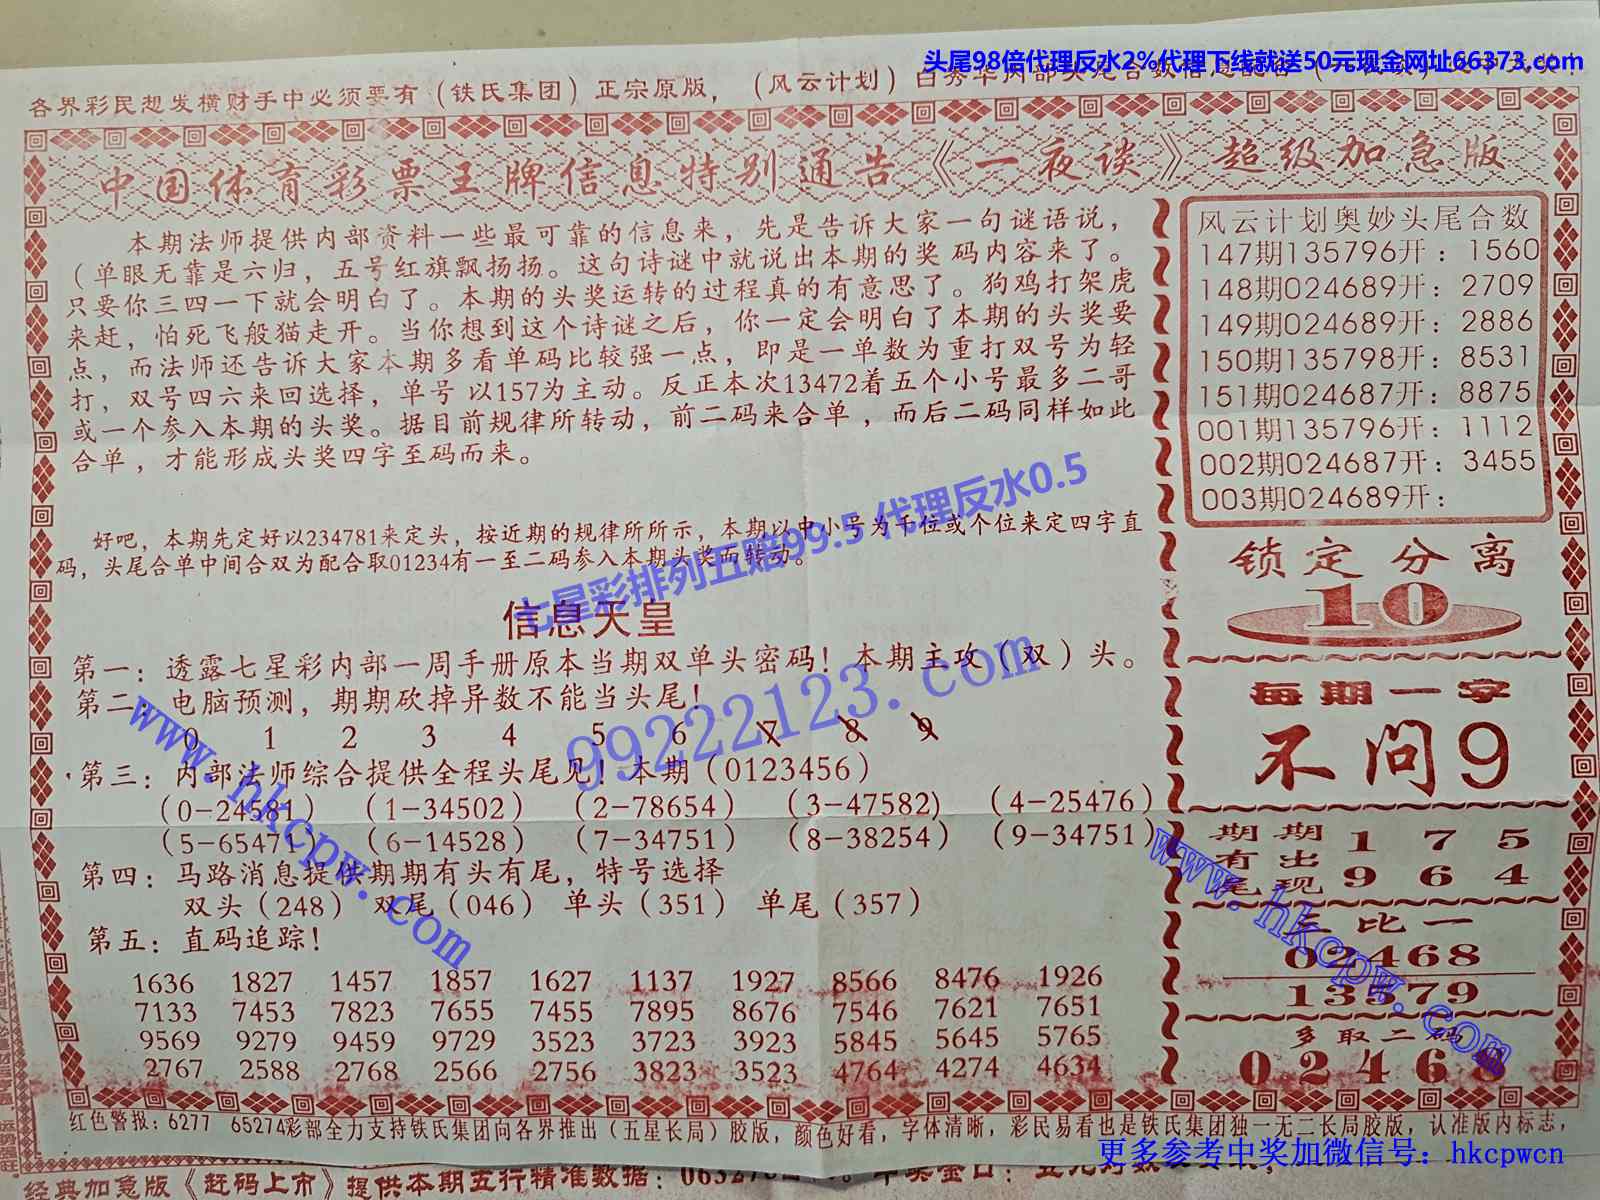 头尾98倍代理反水2%代理下线就送50元现金网址66373.com
各界彩民想发横财手中必须要有（铁氏集团）正宗原版，（风云计划）
中国体育彩票王牌信息特别通告《一夜谈》超级加急版
本期法师提供内部资料一些最可靠的信息来，先是告诉大家一句谜语说，
（单眼无靠是六归，五号红旗飘扬扬。这句诗谜中就说出本期的奖码内容来了。
只要你三四一下就会明白了。本期的头奖运转的过程真的有意思了。狗鸡打架虎
来赶，怕死飞般猫走开。当你想到这个诗谜之后，你一定会明白了本期的头奖要
点，而法师还告诉大家本期多看单码比较强一点，即是一单数为重打双号为轻
打，双号四六来回选择，单号以157为主动。反正本次13472着五个小号最多二哥
或一个参入本期的头奖。据目前规律所转动，前二码来合单，而后二码同样如此
合单，才能形成头奖四字至码而来。
好吧，本期先定好以234781来定头，按近期的规律所所示，本期以中小号为千位或个位来定四字直
码，头尾合单中间合双为配合取01234有一至二码参入本期头奖而转动。
七星彩排列五赔99.5 代理反水0.5
信息天皇
99222123.com
第一：透露七星彩内部一周手册原本当期双单头密码！本期主攻（双）头。
第二：电脑预测，期期砍掉异数不能当头尾！
0 1 2 3 4 5 6 7 8 9
第三：内部法师综合提供全程头尾见！本期（0123456）
（0-24581） （1-34502） （2-78654） （3-47582） （4-25476）
（5-65471） （6-14528） （7-34751） （8-38254） （9-34751）
第四：马路消息提供期期有头有尾，特号选择
双头（248） 双尾（046） 单头（351） 单尾（357）
第五：直码追踪！
1636 1827 1457 1857 1627 1137 1927 8566 8476 1926
7133 7453 7823 7655 7455 7895 8676 7546 7621 7651
9569 9279 9459 9729 3523 3723 3923 5845 5645 5765
2767 2588 2768 2566 2756 3823 3523 4764 4274 4634
www.hkcpw.com
风云计划奥妙头尾合数
147期135796开：1560
148期024689开：2709
149期024689开：2886
150期135798开：8531
151期024687开：8875
001期135796开：1112
002期024687开：3455
003期024689开：
锁定分离
10
每期一字
不问9
期期 1 7 5
有出
尾现 9 6 4
www.hkcpw.com
三比一
02468
13579
多取二码
02468
红色警报：6277 65274彩部全力支持铁氏集团向各界推出（五星长局）胶版，颜色好看，字体清晰，彩民易看也是铁氏集团独一无二长局胶版，认准版内标志，
更多参考中奖加微信号：hkcpwcn
经典加急版《赶码上市》提供本期五行精准数据：